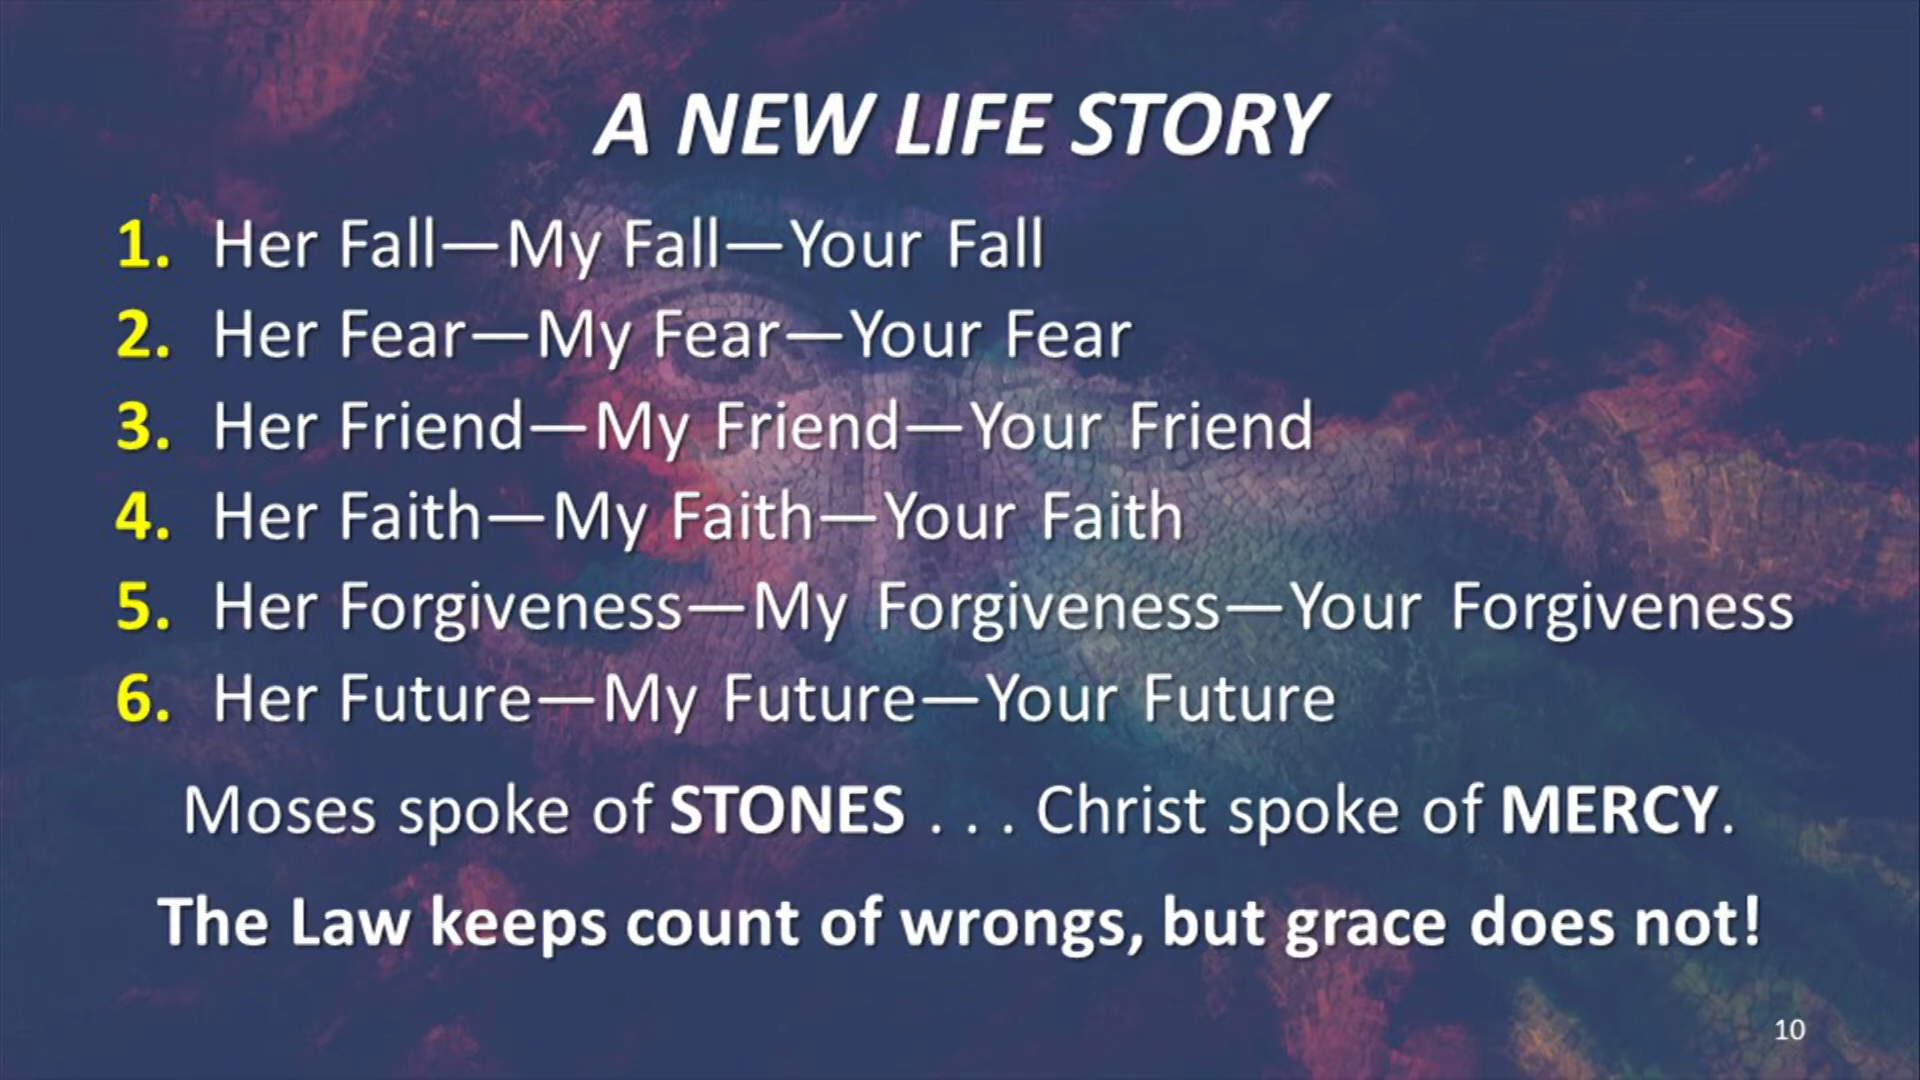 A NEW LIFE STORY
1. Her Fall—My Fall—Your Fall
2. Her Fear—My Fear—Your Fear
3. Her Friend—My Friend—Your Friend
4. Her Faith—My Faith—Your Faith
5. Her Forgiveness—My Forgiveness—Your Forgiveness
6. Her Future—My Future—Your Future
Moses spoke of STONES . . . Christ spoke of MERCY.
The Law keeps count of wrongs, but grace does not!
10